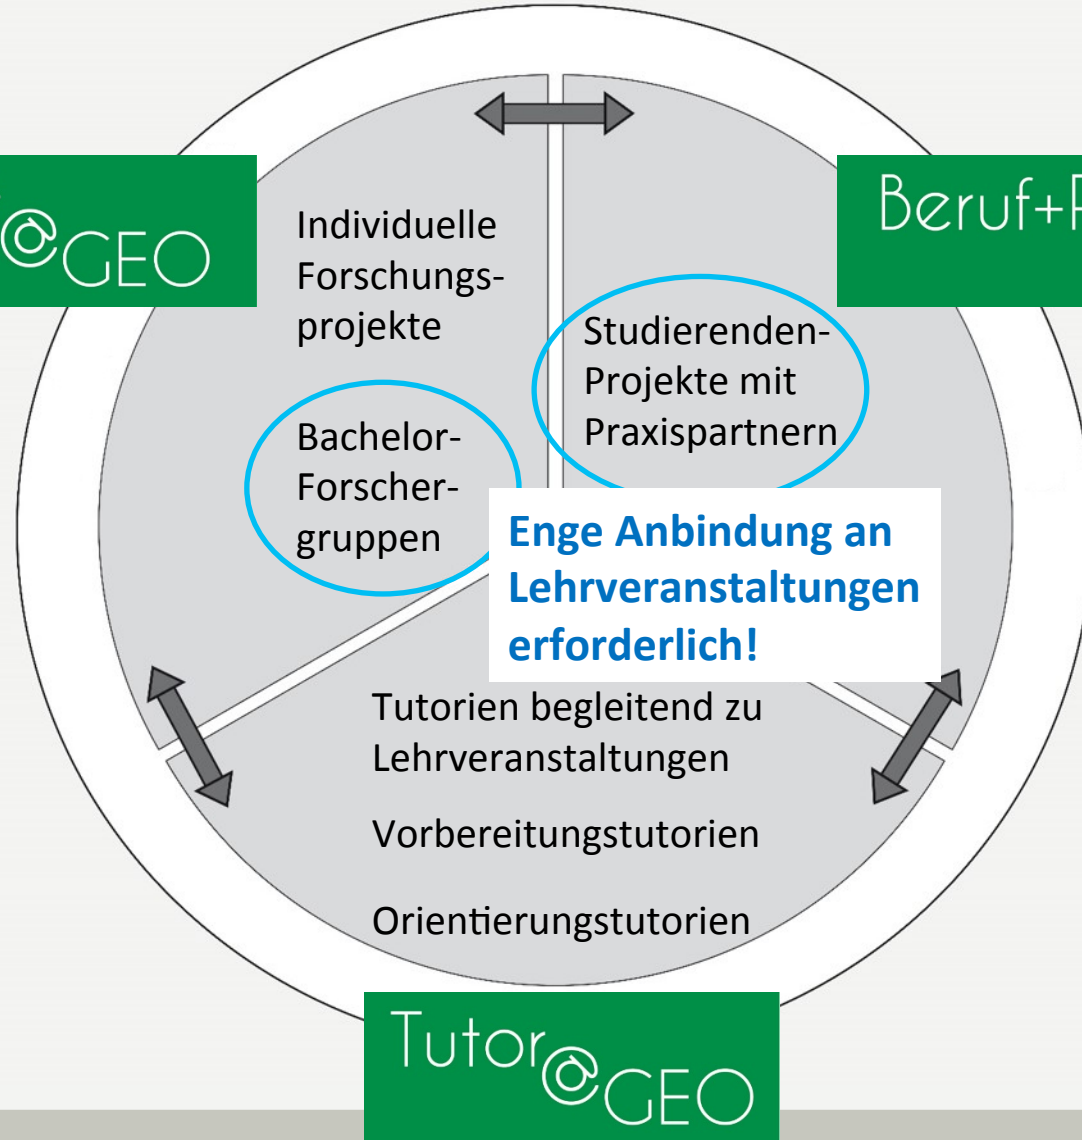 @GEO
Beruf+
Individuelle
Forschungs-
projekte
Bachelor-
Forscher-
gruppen
Studierenden-
Projekte mit
Praxispartnern
Enge Anbindung an
Lehrveranstaltungen
erforderlich!
Tutorien begleitend zu
Lehrveranstaltungen
Vorbereitungstutorien
Orientierungstutorien
Tutor@GEO